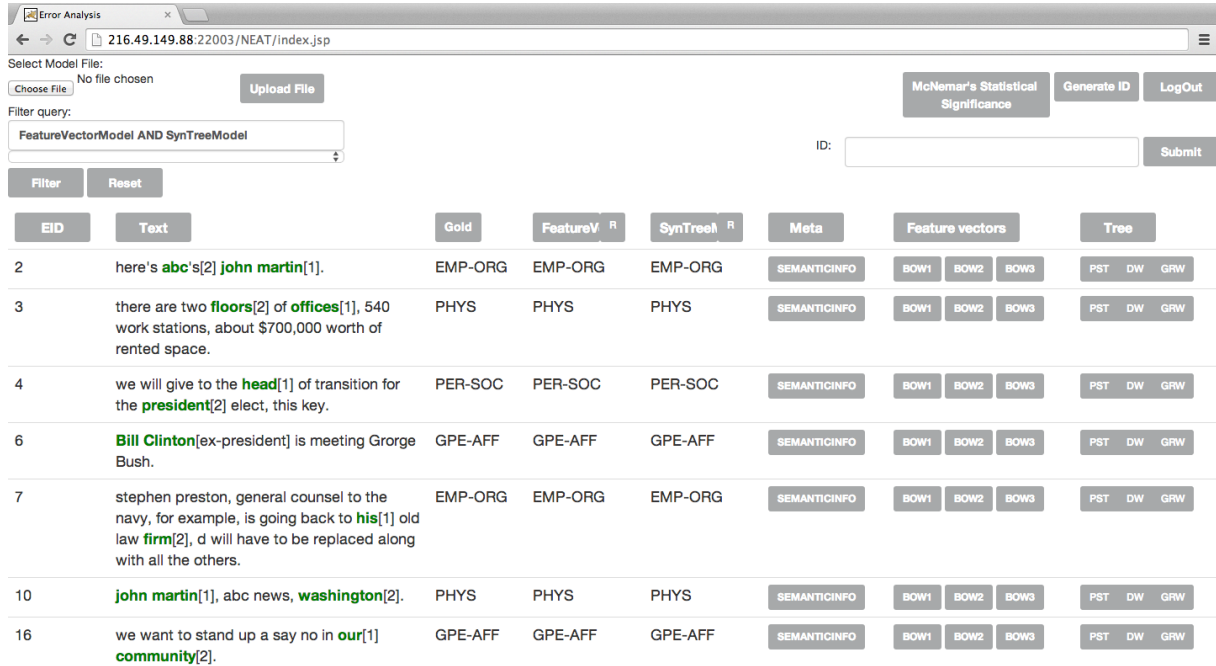 Error Analysis
216.49.149.88:22003/NEAT/index.jsp
Select Model File:
Choose File No file chosen
Upload File
McNemar's Statistical
Significance
Generate ID
LogOut
Filter query:
FeatureVectorModel AND SynTreeModel
ID:
Submit
Filter Reset
EID Text Gold FeatureV R SynTreeM R Meta Feature vectors Tree
2 here's abc's[2] john martin[1]. EMP-ORG EMP-ORG EMP-ORG SEMANTICINFO BOW1 BOW2 BOW3 PST DW GRW
3 there are two floors[2] of offices[1], 540 PHYS PHYS PHYS SEMANTICINFO BOW1 BOW2 BOW3 PST DW GRW
work stations, about $700,000 worth of
rented space.
4 we will give to the head[1] of transition for PER-SOC PER-SOC PER-SOC SEMANTICINFO BOW1 BOW2 BOW3 PST DW GRW
the president[2] elect, this key.
6 Bill Clinton[ex-president] is meeting Grorge GPE-AFF GPE-AFF GPE-AFF SEMANTICINFO BOW1 BOW2 BOW3 PST DW GRW
Bush.
7 stephen preston, general counsel to the EMP-ORG EMP-ORG EMP-ORG SEMANTICINFO BOW1 BOW2 BOW3 PST DW GRW
navy, for example, is going back to his[1] old
law firm[2], d will have to be replaced along
with all the others.
10 john martin[1], abc news, washington[2]. PHYS PHYS PHYS SEMANTICINFO BOW1 BOW2 BOW3 PST DW GRW
16 we want to stand up a say no in our[1] GPE-AFF GPE-AFF GPE-AFF SEMANTICINFO BOW1 BOW2 BOW3 PST DW GRW
community[2].